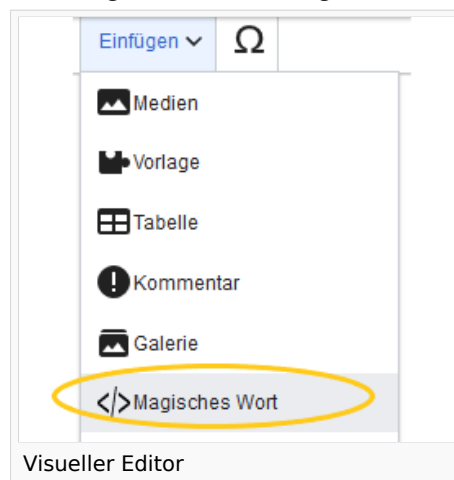 Einfügen Ω
Medien
Vorlage
Tabelle
Kommentar
Galerie
</>Magisches Wort
Visueller Editor